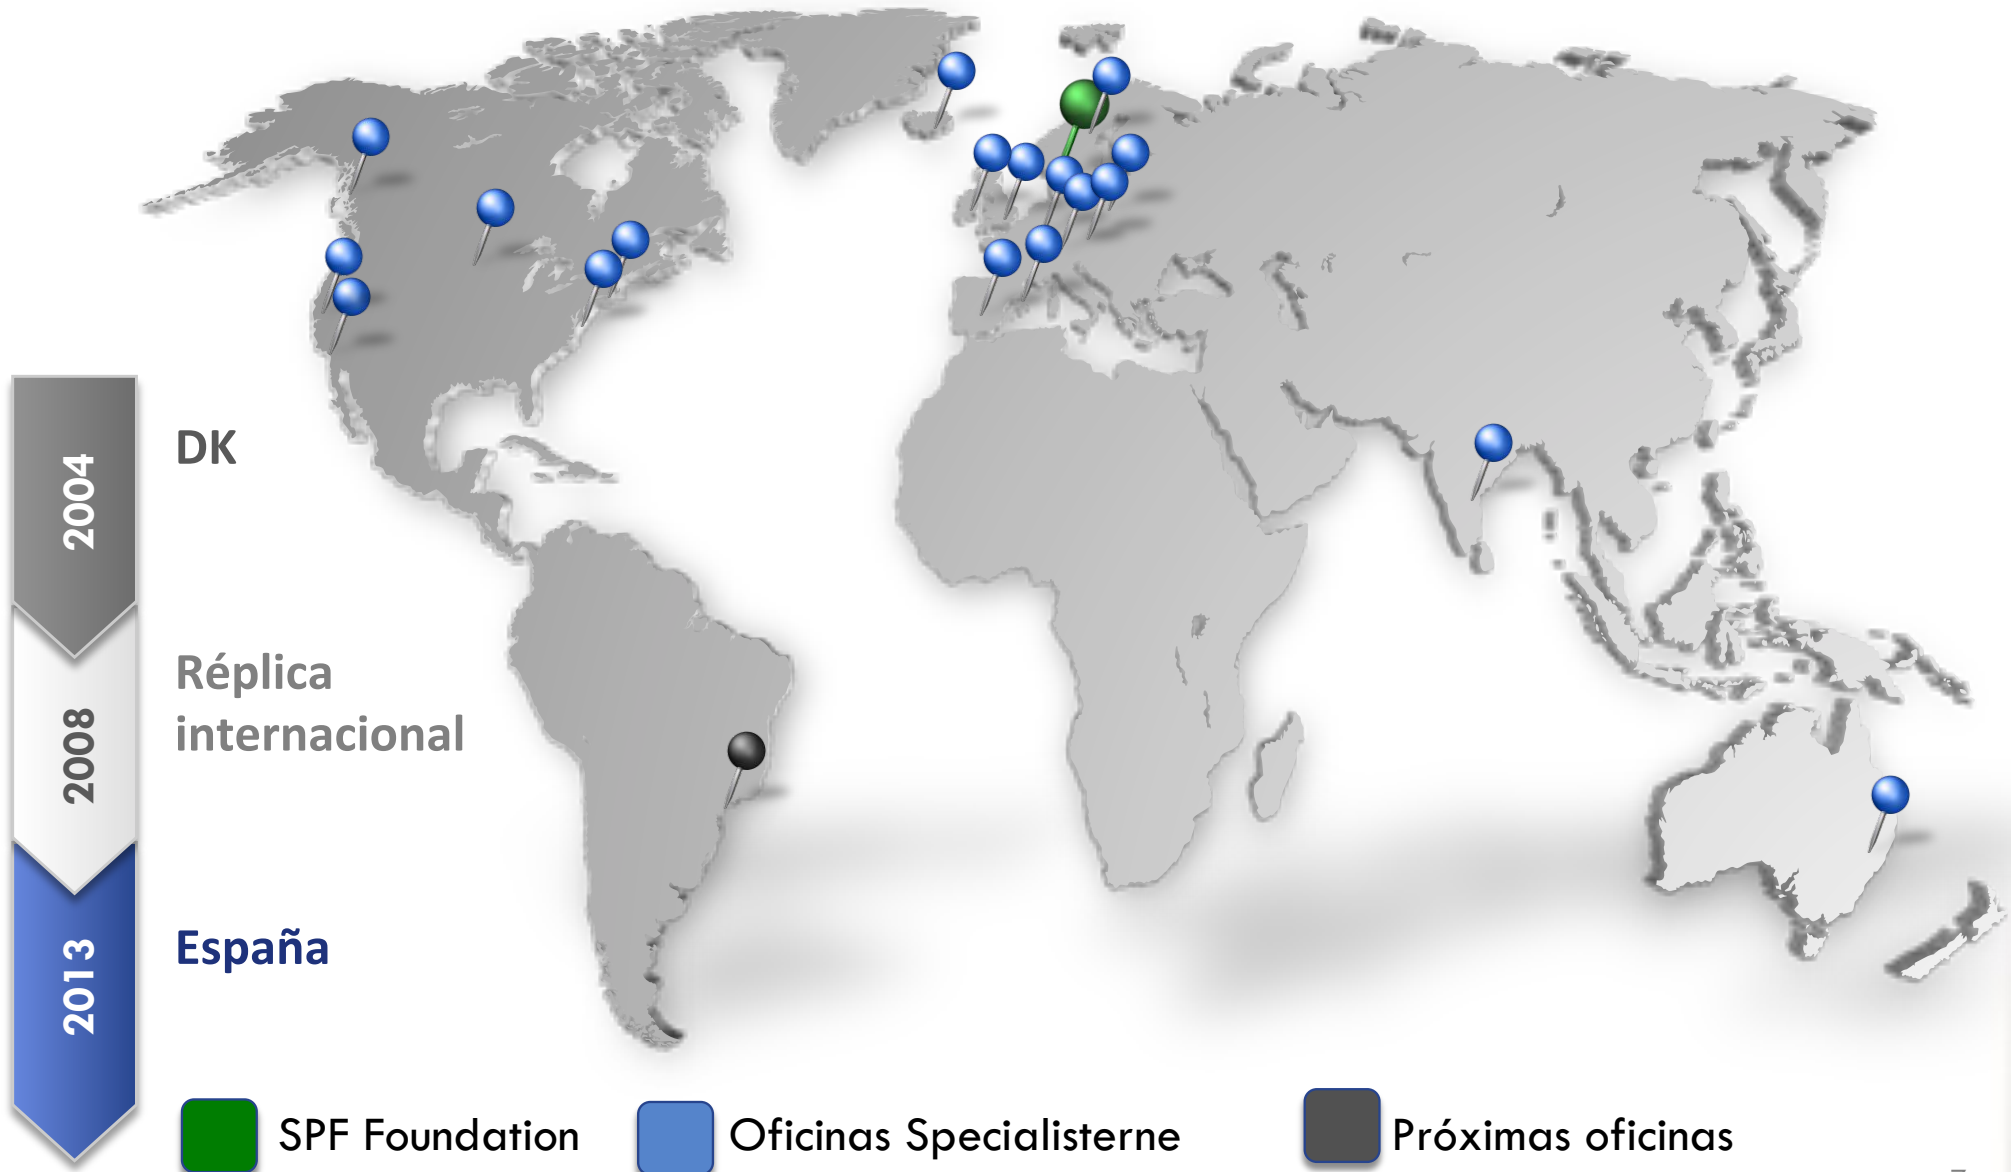 2004
DK
2008
Réplica
internacional
2013
España
SPF Foundation
Oficinas Specialisterne
Próximas oficinas